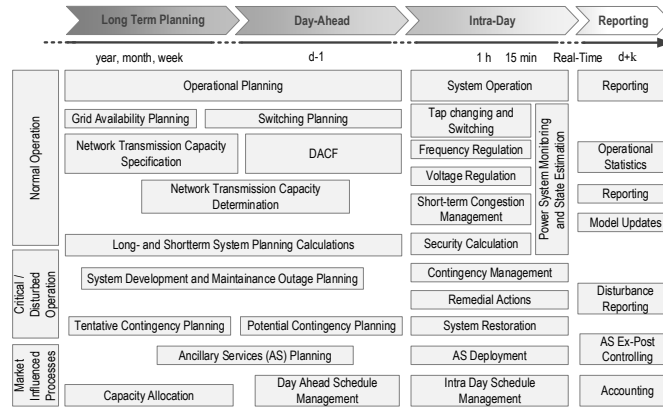 Long Term Planning
Day-Ahead
Intra-Day
Reporting
year, month, week
d-1
1 h
15 min
Real-Time
d+k
Normal Operation
Operational Planning
System Operation
Reporting
Grid Availability Planning
Switching Planning
Tap changing and
Switching
Power System Monitoring
and State Estimation
Network Transmission Capacity
Specification
DACF
Frequency Regulation
Operational
Statistics
Voltage Regulation
Network Transmission Capacity
Determination
Short-term Congestion
Management
Reporting
Model Updates
Long- and Shortterm System Planning Calculations
Security Calculation
Critical /
Disturbed
Operation
System Development and Maintainance Outage Planning
Contingency Management
Remedial Actions
Disturbance
Reporting
Tentative Contingency Planning
Potential Contingency Planning
System Restoration
Market
Influenced
Processes
Ancillary Services (AS) Planning
AS Deployment
AS Ex-Post
Controlling
Capacity Allocation
Day Ahead Schedule
Management
Intra Day Schedule
Management
Accounting